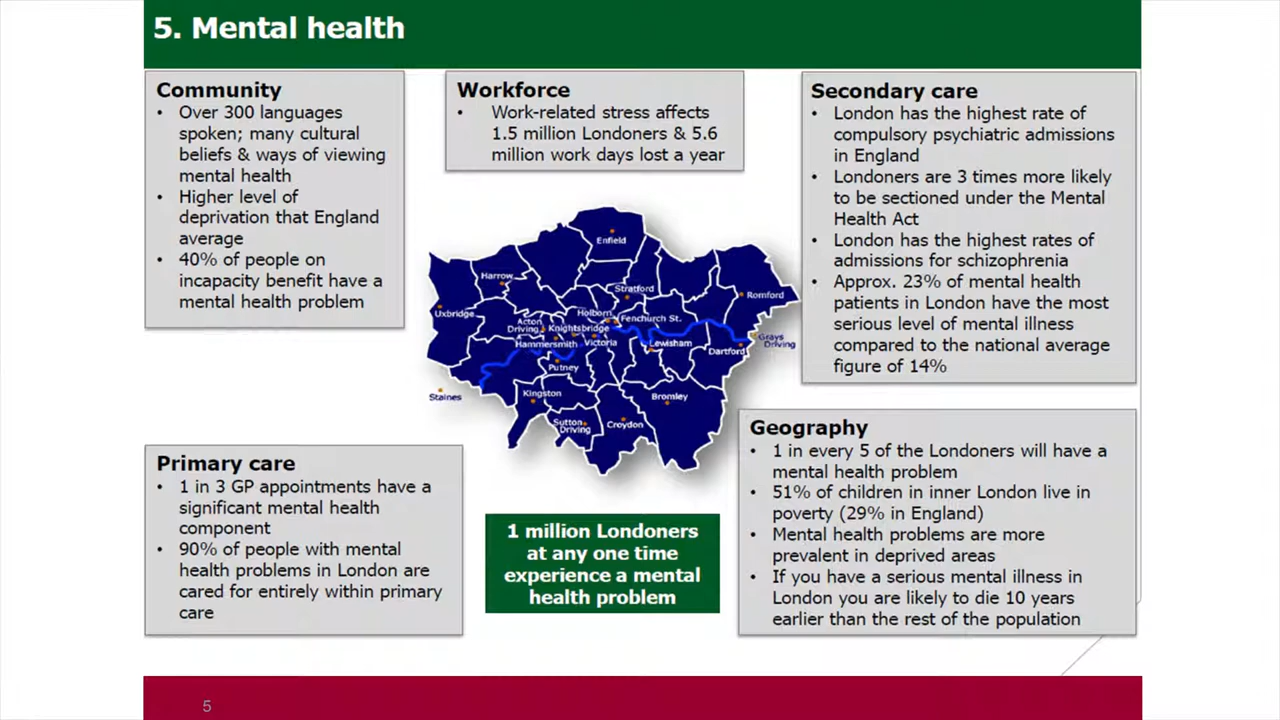 5. Mental health
Community
• Over 300 languages
spoken; many cultural
beliefs & ways of viewing
mental health
• Higher level of
deprivation that England
average
• 40% of people on
incapacity benefit have a
mental health problem
Workforce
• Work-related stress affects
1.5 million Londoners & 5.6
million work days lost a year
Secondary care
• London has the highest rate of
compulsory psychiatric admissions
in England
• Londoners are 3 times more likely
to be sectioned under the Mental
Health Act
• London has the highest rates of
admissions for schizophrenia
• Approx. 23% of mental health
patients in London have the most
serious level of mental illness
compared to the national average
figure of 14%
Enfield
Harrow
Stratford
Romford
Uxbridge
Holborn
Fenchurch St.
Acton
Driving
Knightsbridge
Hammersmith
Victoria
Lewisham
Grays
Driving
Dartford
Putney
Staines
Kingston
Bromley
Sutton
Driving
Croydon
Primary care
• 1 in 3 GP appointments have a
significant mental health
component
• 90% of people with mental
health problems in London are
cared for entirely within primary
care
1 million Londoners
at any one time
experience a mental
health problem
Geography
• 1 in every 5 of the Londoners will have a
mental health problem
• 51% of children in inner London live in
poverty (29% in England)
• Mental health problems are more
prevalent in deprived areas
• If you have a serious mental illness in
London you are likely to die 10 years
earlier than the rest of the population
5